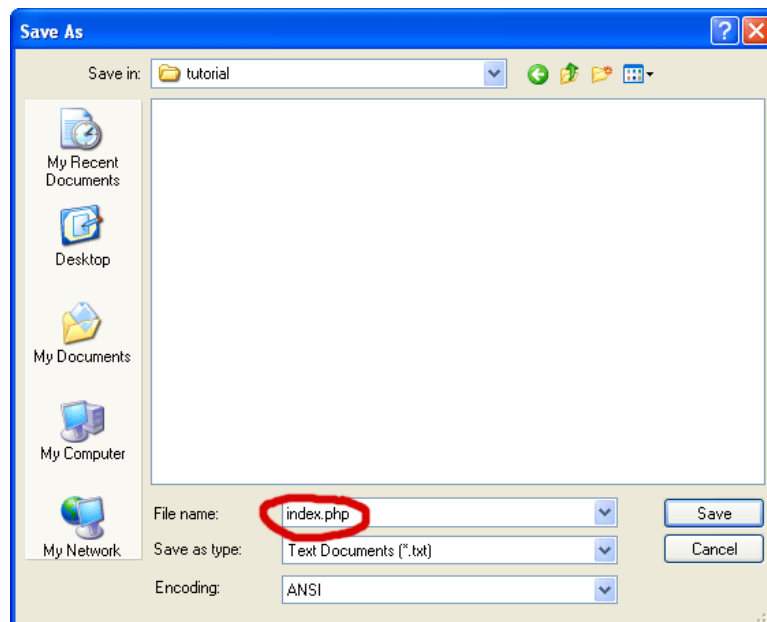 Save As
Save in: tutorial
My Recent
Documents
Desktop
My Documents
My Computer
My Network
File name: index.php Save
Save as type: Text Documents (*.txt) Cancel
Encoding: ANSI